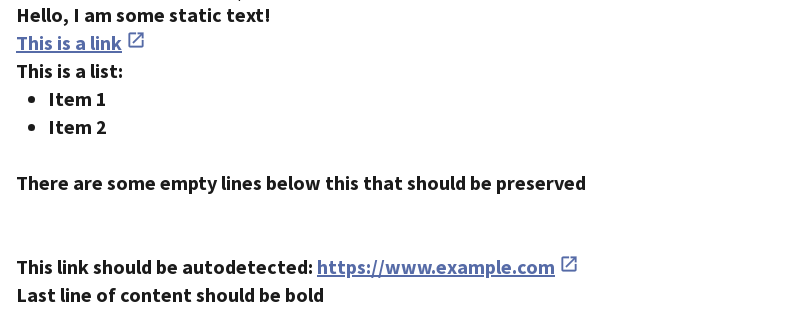 Hello, I am some static text!
This is a link
This is a list:
• Item 1
• Item 2
There are some empty lines below this that should be preserved
This link should be autodetected: https://www.example.com
Last line of content should be bold